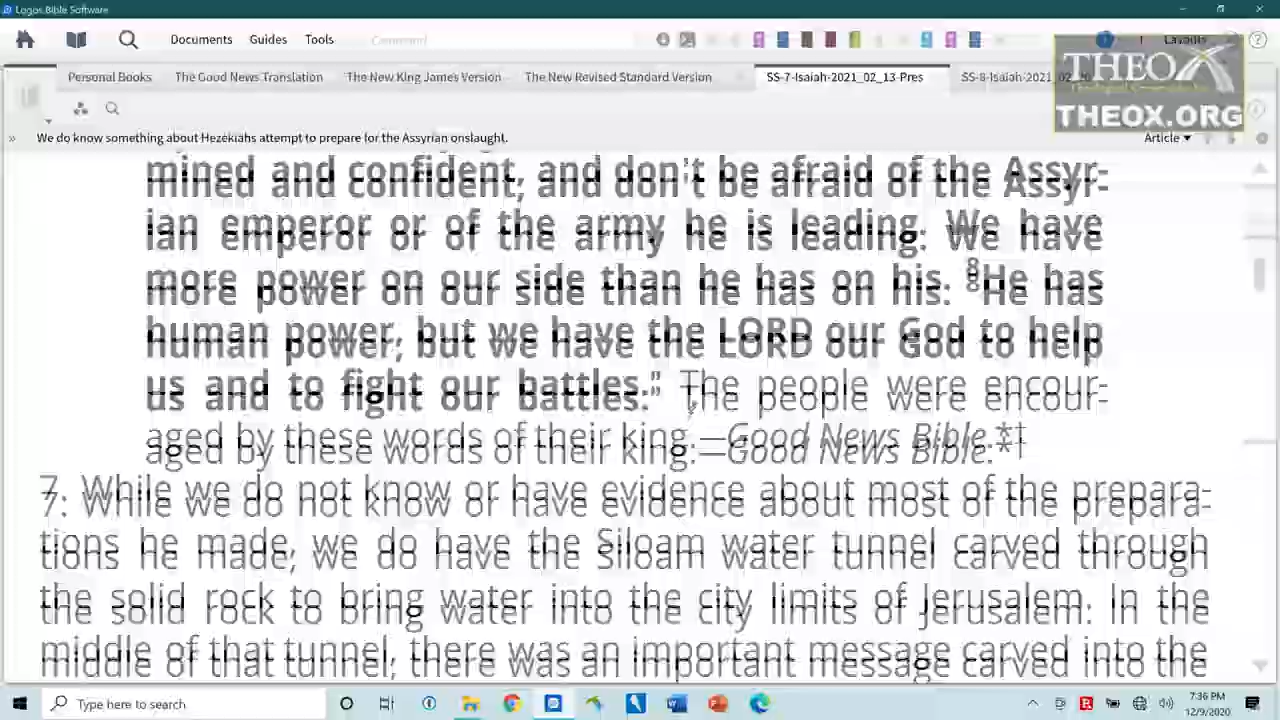 Logos Bible Software
Documents Guides Tools Command Layouts
Personal Books The Good News Translation The New King James Version The New Revised Standard Version SS-7-Isaiah-2021_02_13-Pres SS-8-Isaiah-2021_02_20
THEOX
THEOX.ORG
We do know something about Hezekiahs attempt to prepare for the Assyrian onslaught. Article
mined and confident, and don't be afraid of the Assyr-
ian emperor or of the army he is leading. We have
more power on our side than he has on his. 8He has
human power, but we have the LORD our God to help
us and to fight our battles.” The people were encour-
aged by these words of their king.—Good News Bible.*†
7. While we do not know or have evidence about most of the prepara-
tions he made, we do have the Siloam water tunnel carved through
the solid rock to bring water into the city limits of Jerusalem. In the
middle of that tunnel, there was an important message carved into the
Type here to search
7:36 PM
12/9/2020